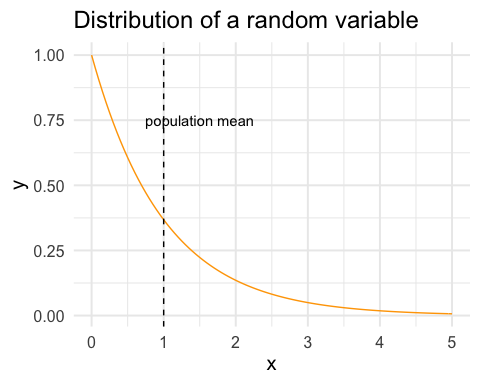 Distribution of a random variable
1.00
0.75
0.50
0.25
0.00
y
population mean
0 1 2 3 4 5
x